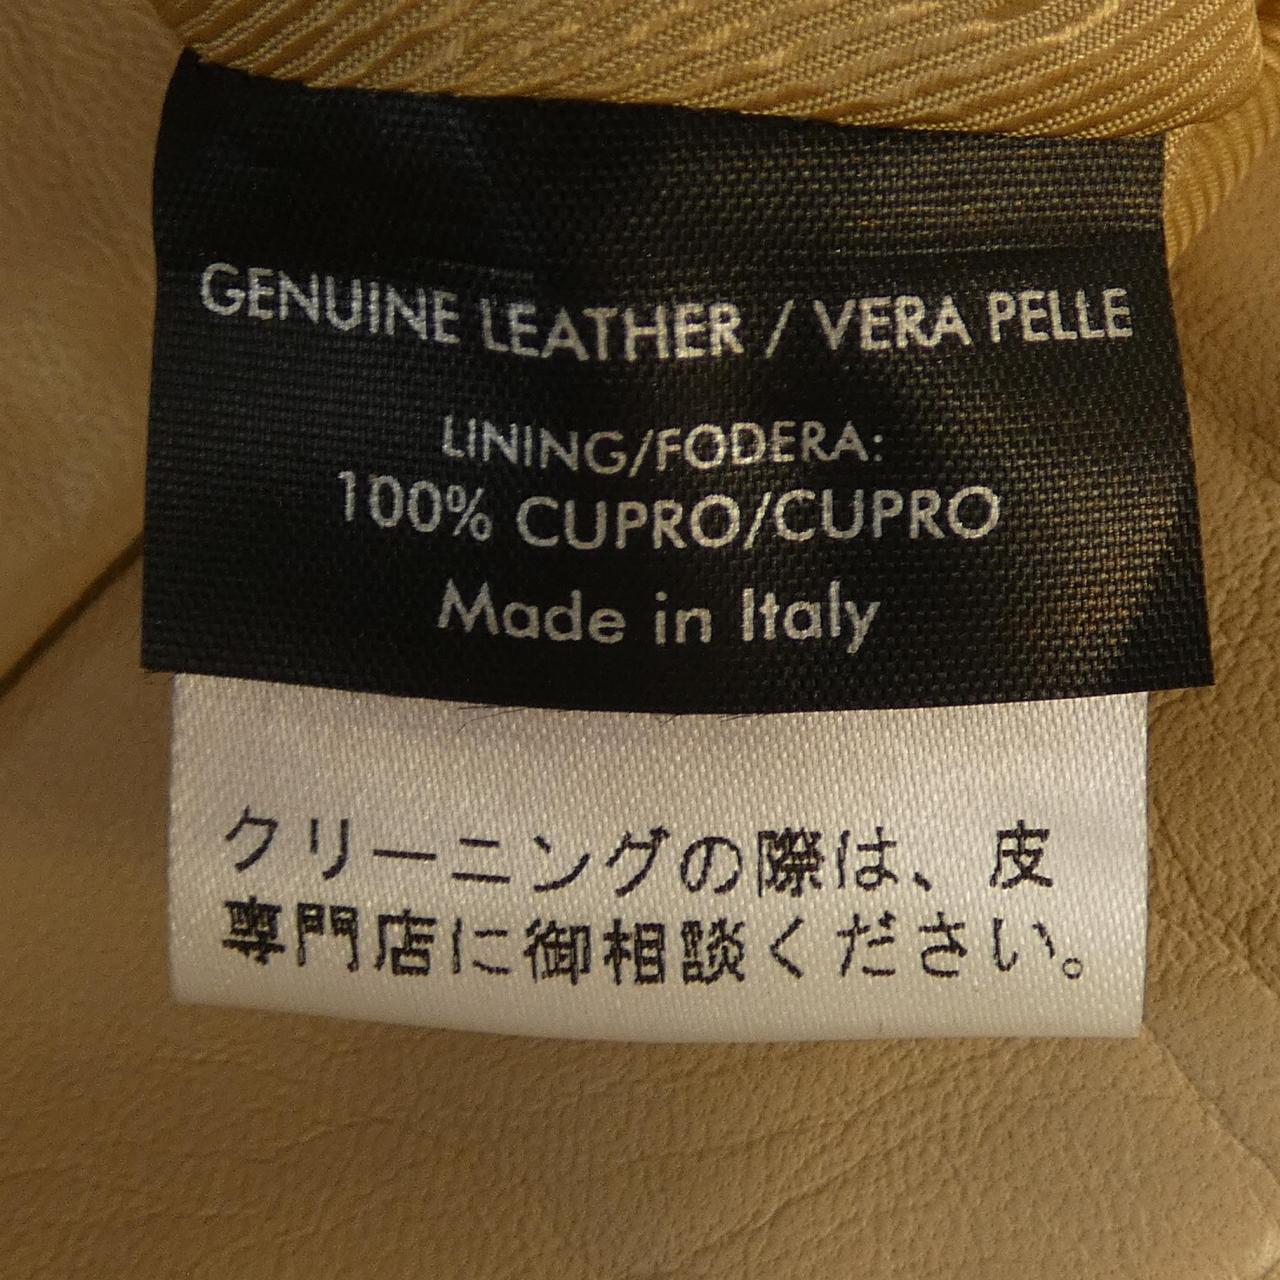 GENUINE LEATHER / VERA PELLE
LINING/FODERA:
100% CUPRO/CUPRO
Made in Italy
クリーニングの際は、皮
専門店に御相談ください。